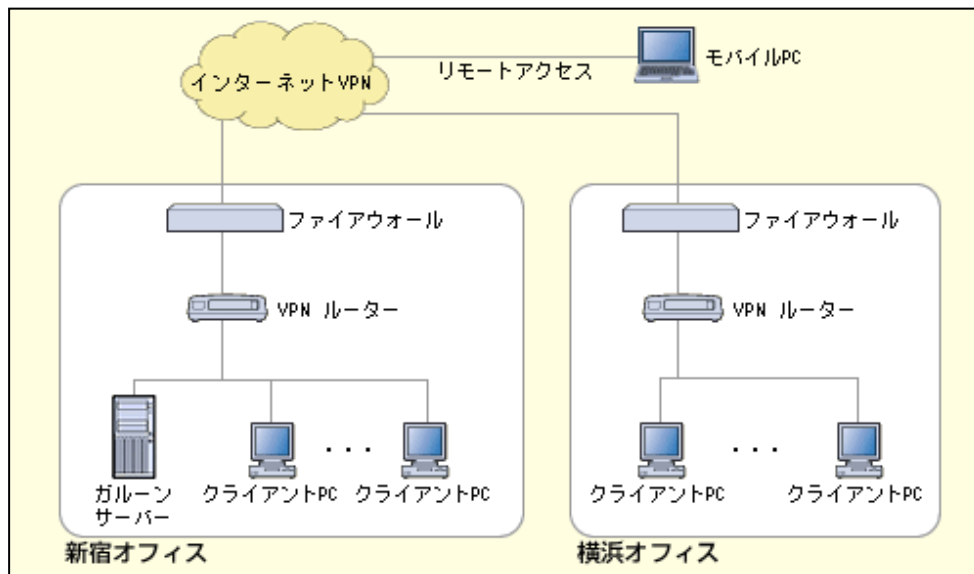 インターネットVPN
リモートアクセス
モバイルPC
ファイアウォール
ファイアウォール
VPN ルーター
VPN ルーター
ガルーン
サーバー
クライアントPC
・・・
クライアントPC
クライアントPC
・・・
クライアントPC
新宿オフィス
横浜オフィス